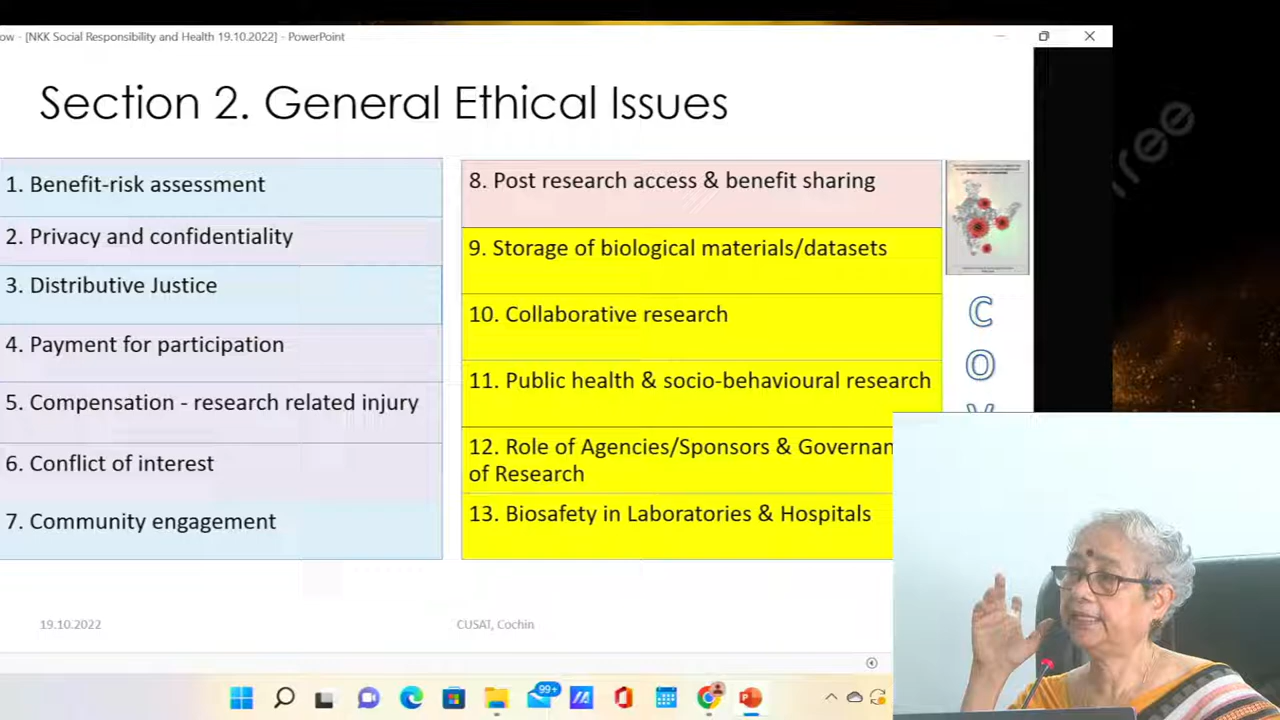 ow - [NKK Social Responsibility and Health 19.10.2022] - PowerPoint
Section 2. General Ethical Issues
1. Benefit-risk assessment
2. Privacy and confidentiality
3. Distributive Justice
4. Payment for participation
5. Compensation - research related injury
6. Conflict of interest
7. Community engagement
8. Post research access & benefit sharing
9. Storage of biological materials/datasets
10. Collaborative research
11. Public health & socio-behavioural research
12. Role of Agencies/Sponsors & Governan
of Research
13. Biosafety in Laboratories & Hospitals
C
O
V
19.10.2022
CUSAT, Cochin
99+
ree